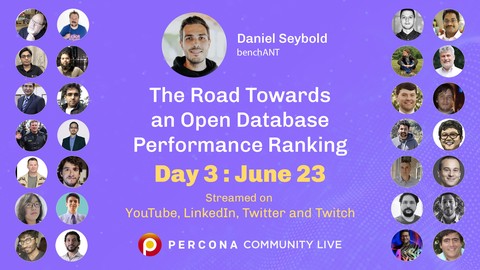 Daniel Seybold
benchANT
The Road Towards
an Open Database
Performance Ranking
Day 3 : June 23
Streamed on
YouTube, LinkedIn, Twitter and Twitch
PERCONA COMMUNITY LIVE